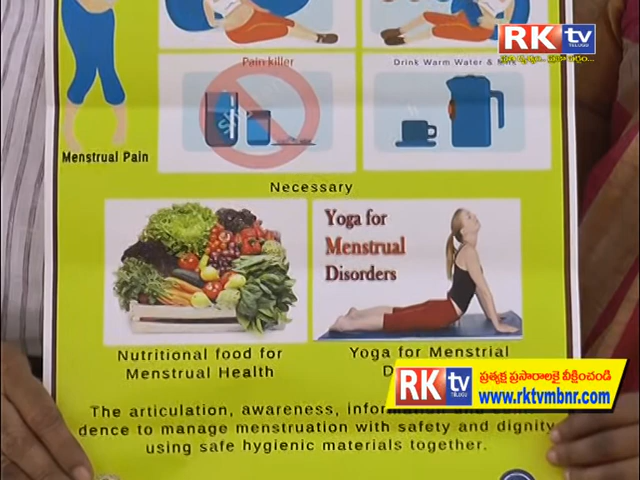 RK tv
TELUGU
Pain killer
Drink Warm Water &
Menstrual Pain
Necessary
Yoga for
Menstrual
Disorders
Nutritional food for
Menstrual Health
Yoga for Menstrial
RK tv
TELUGU
ప్రత్యక్ష ప్రసారాలకై వీక్షించండి
www.rktvmbnr.com
The articulation, awareness,
dence to manage menstruation with safety and dignity
using safe hygienic materials together.